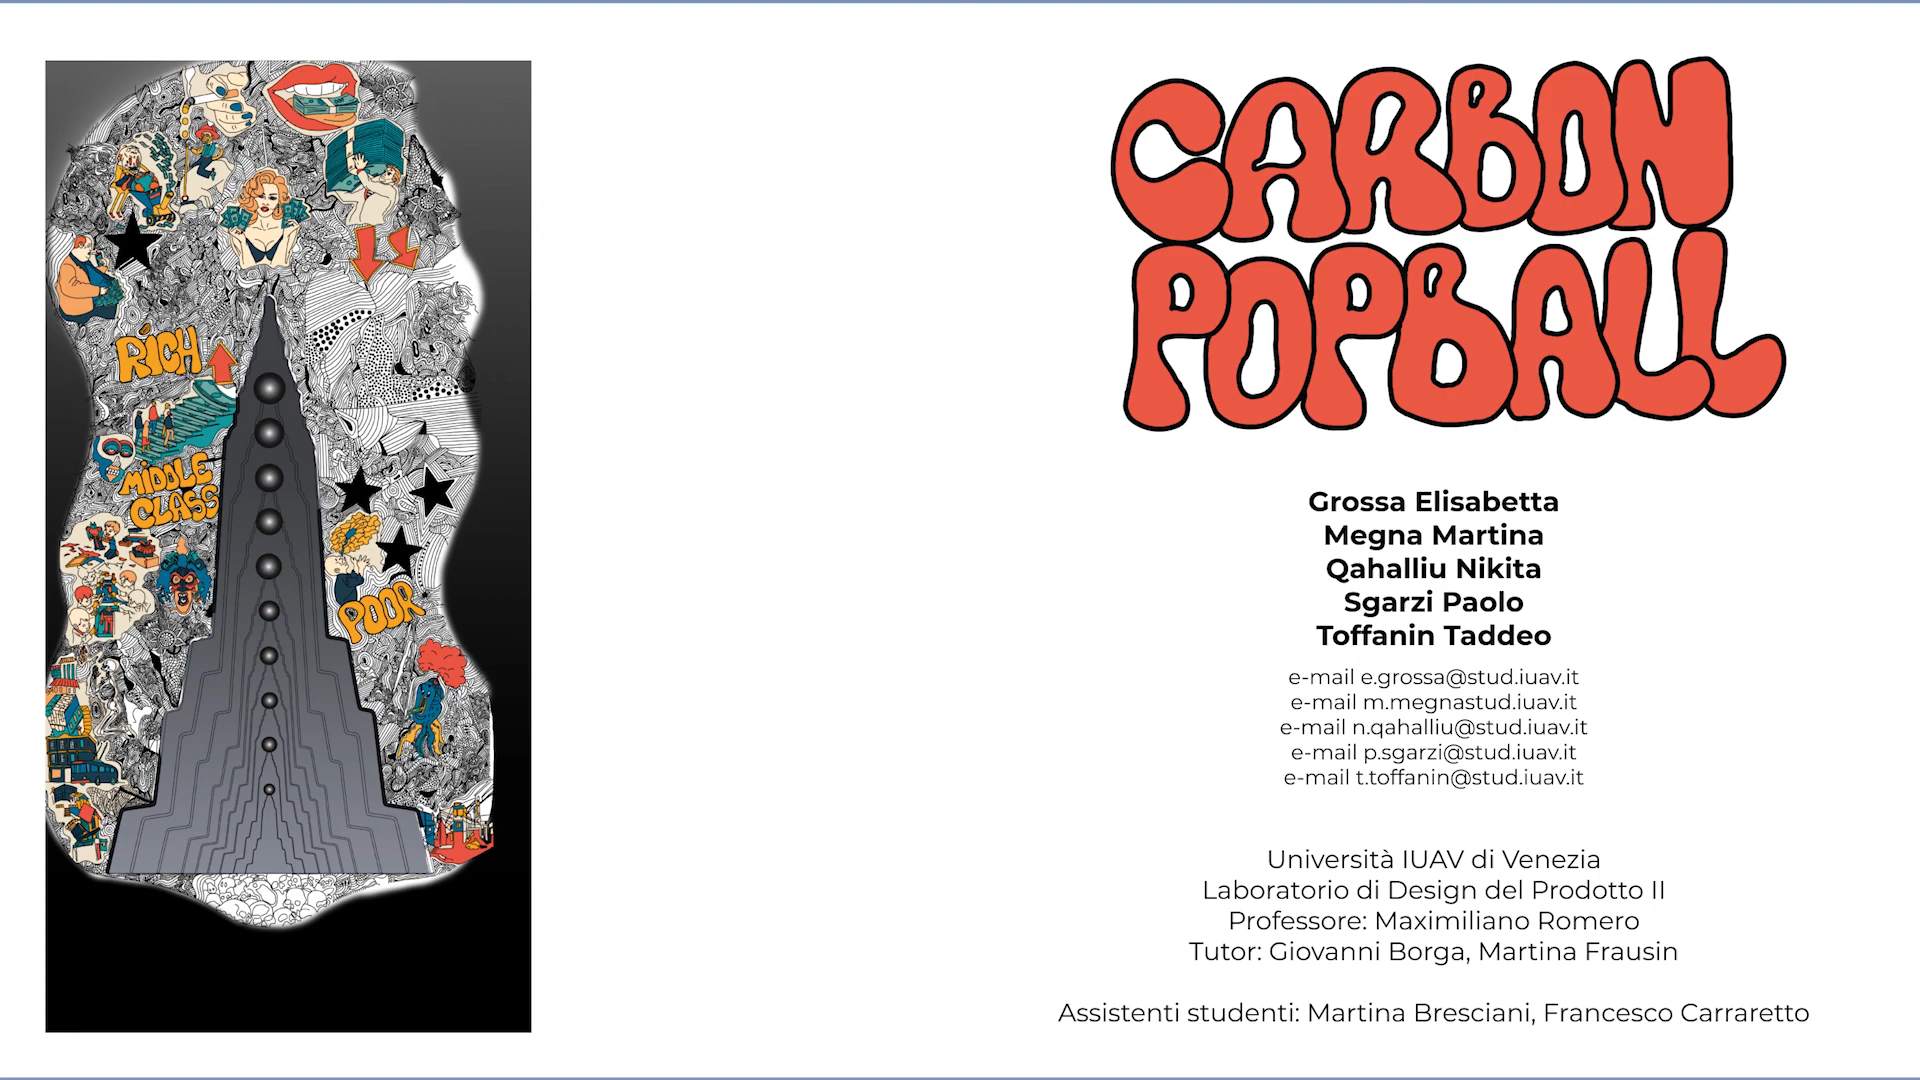 RICH
MIDDLE
CLASS
POOR
CARBON
POPBALL
Grossa Elisabetta
Megna Martina
Qahalliu Nikita
Sgarzi Paolo
Toffanin Taddeo
e-mail e.grossa@stud.iuav.it
e-mail m.megnastud.iuav.it
e-mail n.qahalliu@stud.iuav.it
e-mail p.sgarzi@stud.iuav.it
e-mail t.toffanin@stud.iuav.it
Università IUAV di Venezia
Laboratorio di Design del Prodotto II
Professore: Maximiliano Romero
Tutor: Giovanni Borga, Martina Frausin
Assistenti studenti: Martina Bresciani, Francesco Carraretto